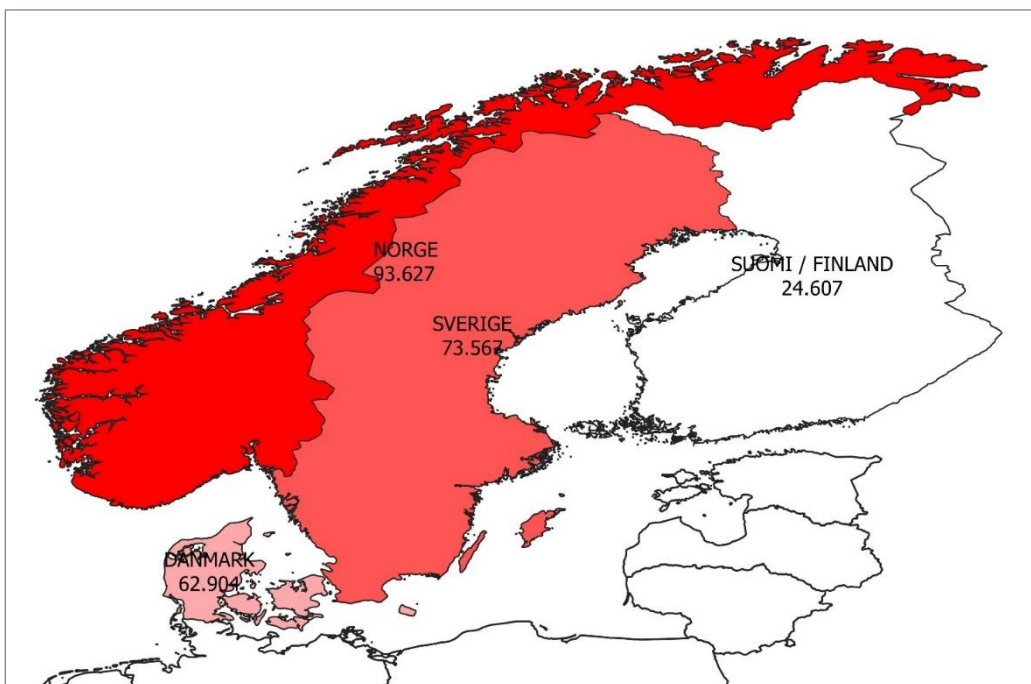 NORGE
93.627
SUOMI / FINLAND
24.607
SVERIGE
73.567
DANMARK
62.904